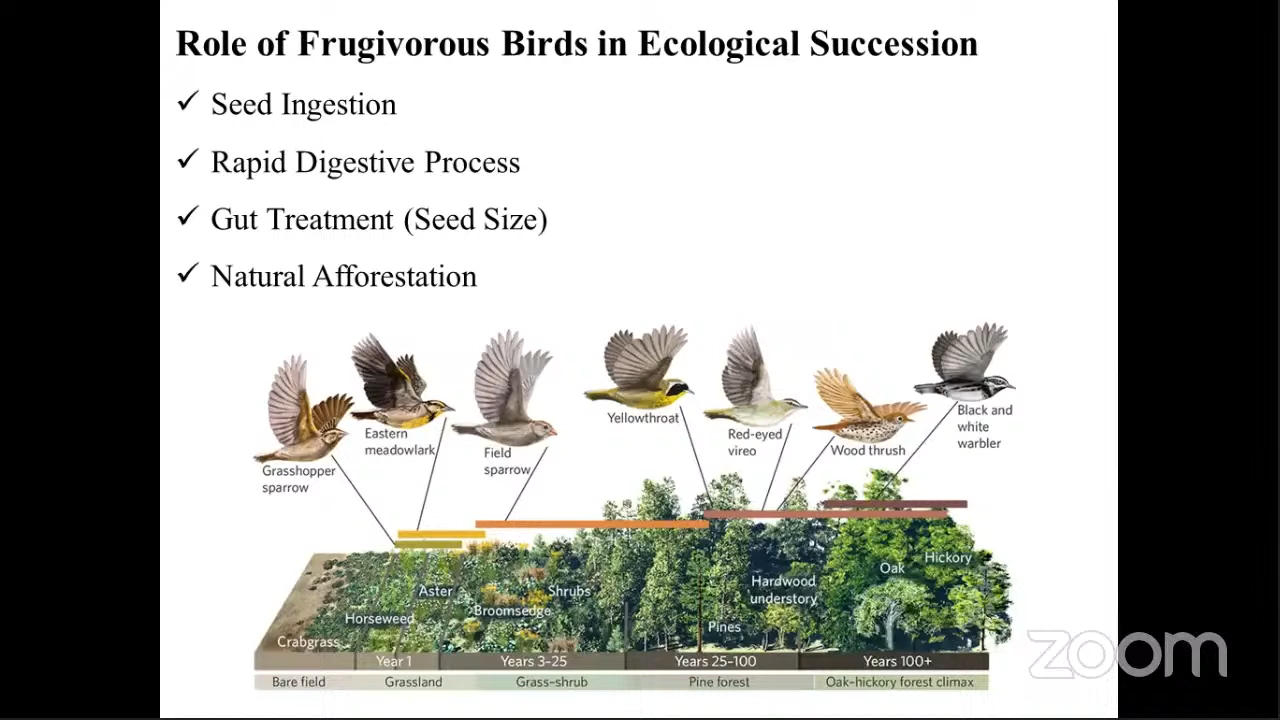 Role of Frugivorous Birds in Ecological Succession
✓ Seed Ingestion
✓ Rapid Digestive Process
✓ Gut Treatment (Seed Size)
✓ Natural Afforestation
Grasshopper
sparrow
Eastern
meadowlark
Field
sparrow
Yellowthroat
Red-eyed
vireo
Wood thrush
Black and
white
warbler
Crabgrass
Horseweed
Aster
Broomsedge
Shrubs
Pines
Hardwood
understory
Oak
Hickory
Year 1
Years 3-25
Years 25-100
Years 100+
Bare field
Grassland
Grass–shrub
Pine forest
Oak–hickory forest climax
zoom